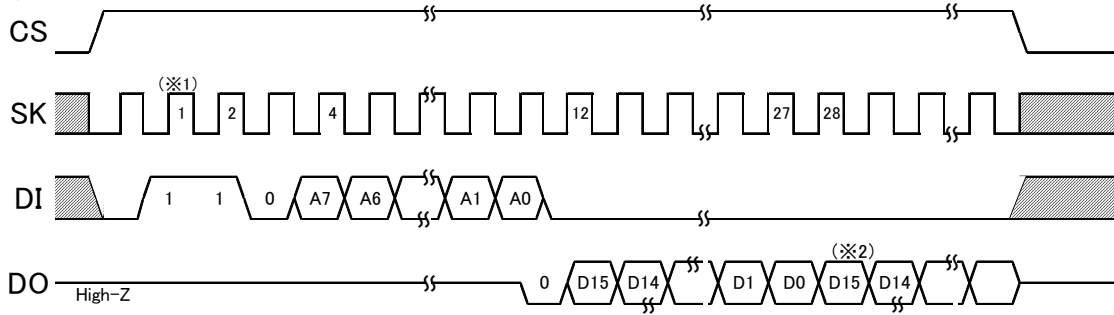 CS
(※1)
SK 1 2 4 12 27 28
DI 1 1 0 A7 A6 A1 A0
(※2)
DO 0 D15 D14 D1 D0 D15 D14
High-Z